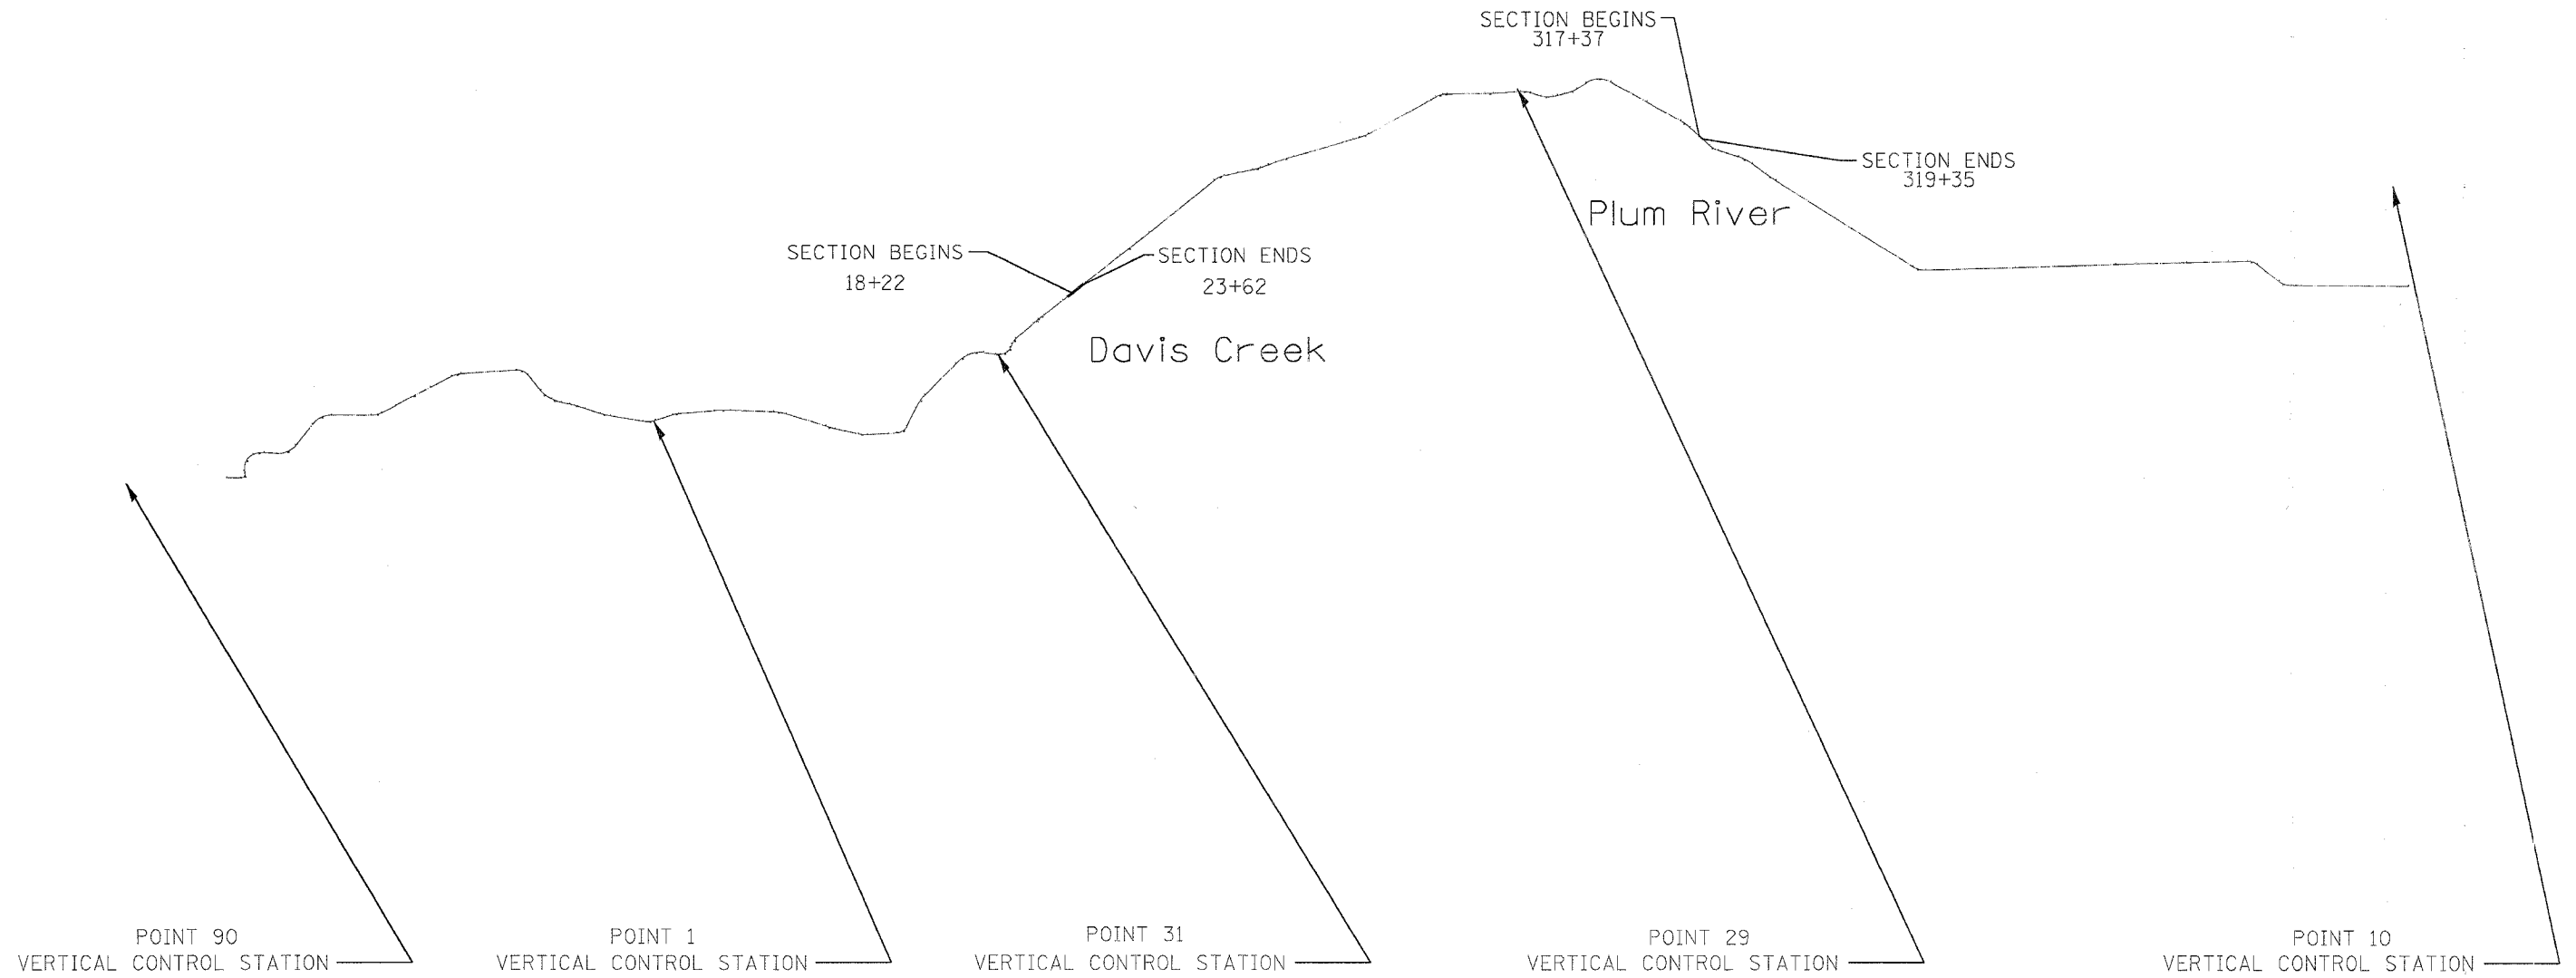 SECTION BEGINS
317+37
SECTION ENDS
319+35
Plum River
SECTION BEGINS
18+22
SECTION ENDS
23+62
Davis Creek
POINT 90
VERTICAL CONTROL STATION
POINT 1
VERTICAL CONTROL STATION
POINT 31
VERTICAL CONTROL STATION
POINT 29
VERTICAL CONTROL STATION
POINT 10
VERTICAL CONTROL STATION